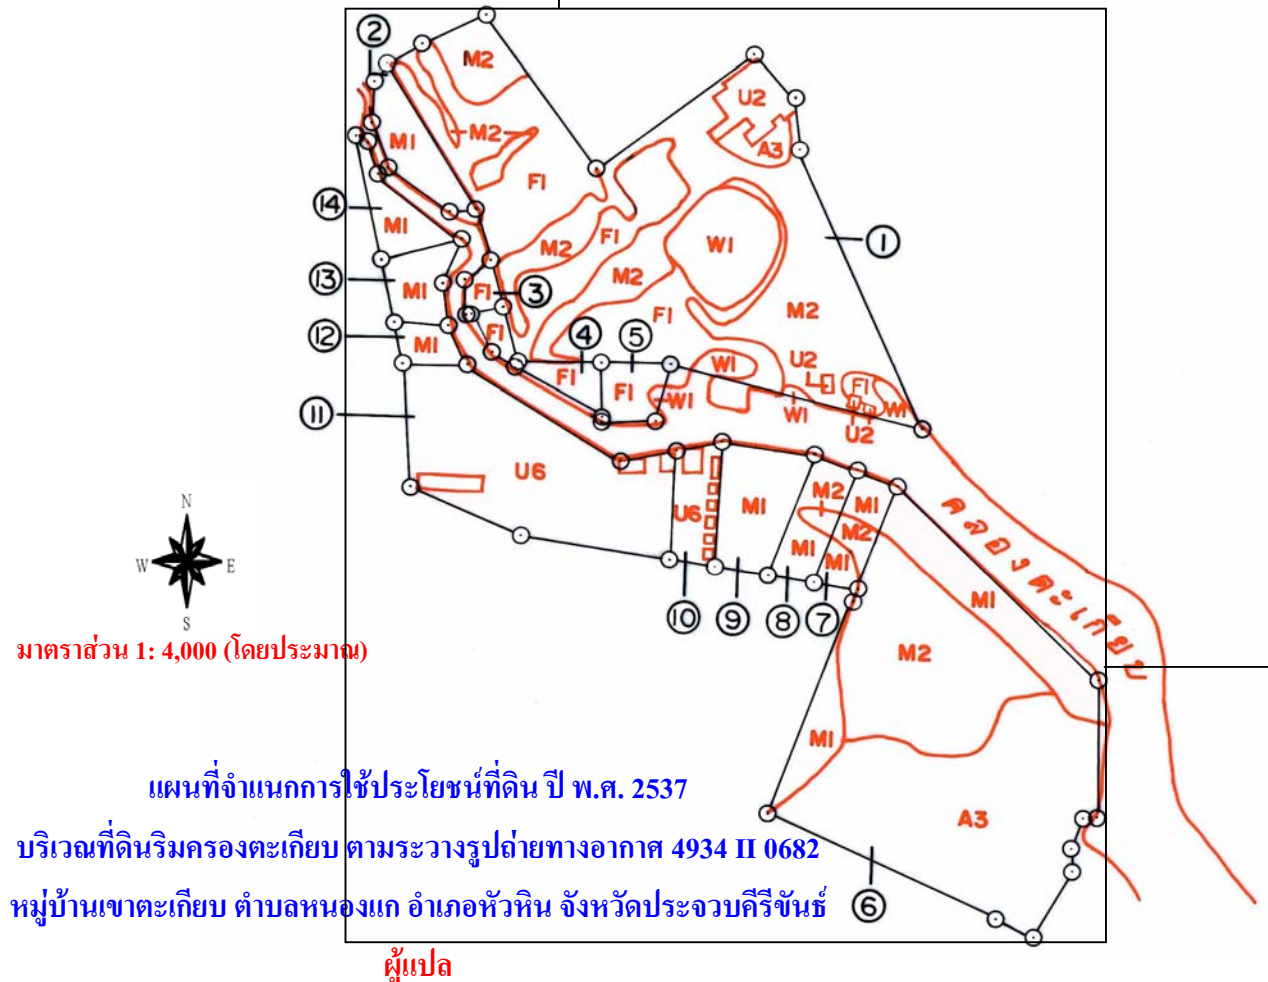 ②
M2
U2
M1
M2
A3
F1
⑭
M1
M2
F1
W1
①
⑬
M1
F1
③
M2
F1
M2
⑫
M1
F1
④
⑤
U2
F1
W1
F1
F1
W1
W1
W1
⑪
U2
U6
M2
M1
U6
M1
M2
คลองตะเกียบ
N
W
E
S
M1
M1
M1
⑩
⑨
⑧
⑦
มาตราส่วน 1: 4,000 (โดยประมาณ)
M2
M1
แผนที่จำแนกการใช้ประโยชน์ที่ดิน ปี พ.ศ. 2537
A3
บริเวณที่ดินริมครองตะเกียบ ตามระวางรูปถ่ายทางอากาศ 4934 II 0682
หมู่บ้านเขาตะเกียบ ตำบลหนองแก อำเภอหัวหิน จังหวัดประจวบคีรีขันธ์
⑥
ผู้แปล